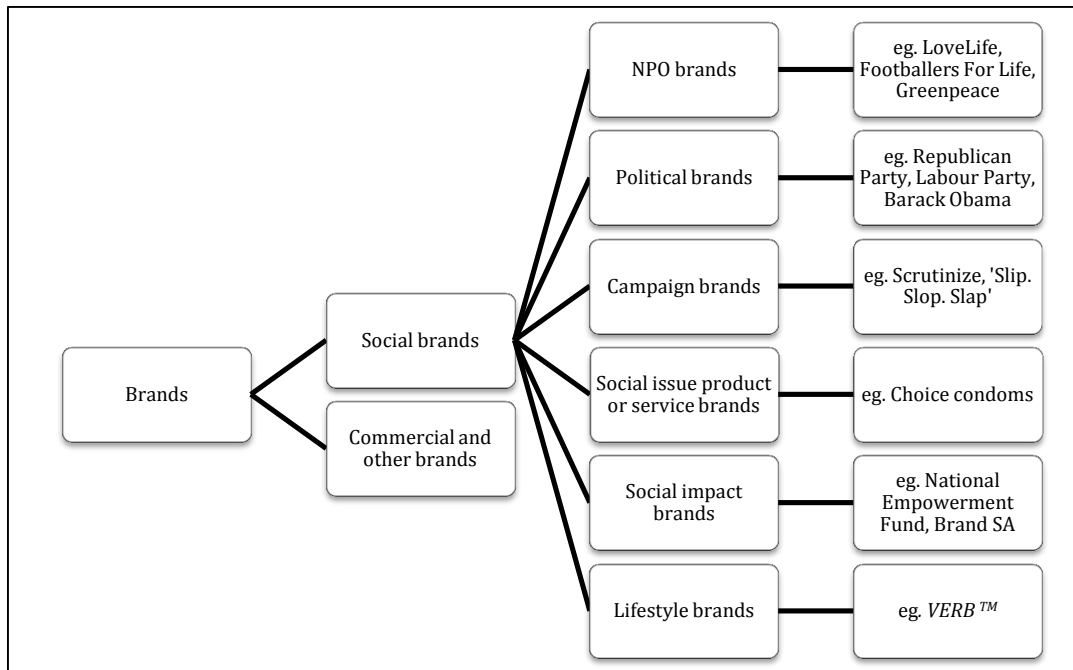 NPO brands
eg. LoveLife,
Footballers For Life,
Greenpeace
Political brands
eg. Republican
Party, Labour Party,
Barack Obama
Campaign brands
eg. Scrutinize, 'Slip.
Slop. Slap'
Social brands
Brands
Social issue product
or service brands
eg. Choice condoms
Commercial and
other brands
Social impact
brands
eg. National
Empowerment
Fund, Brand SA
Lifestyle brands
eg. VERB ™